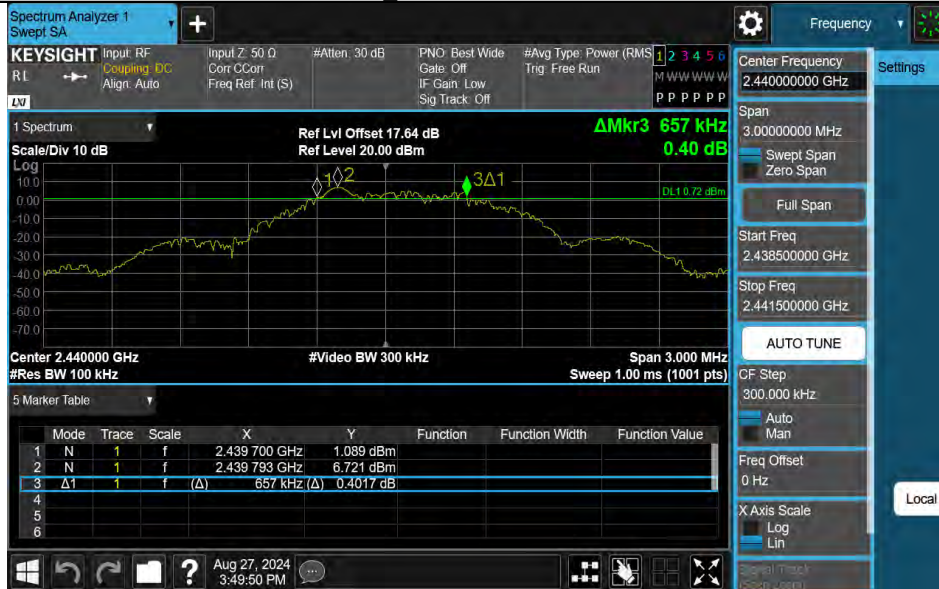 Spectrum Analyzer 1
Swept SA
+
Frequency
KEYSIGHT
RL
LXI
Input: RF
Coupling: DC
Align: Auto
Input Z: 50 Ω
Corr CCorr
Freq Ref: Int (S)
#Atten: 30 dB
PNO: Best Wide
Gate: Off
IF Gain: Low
Sig Track: Off
#Avg Type: Power (RMS
Trig: Free Run
1 2 3 4 5 6
M W W W W W
P P P P P P
1 Spectrum
Scale/Div 10 dB
Ref Lvl Offset 17.64 dB
Ref Level 20.00 dBm
ΔMkr3 657 kHz
0.40 dB
Log
10.0
0.00
-10.0
-20.0
-30.0
-40.0
-50.0
-60.0
-70.0
1
2
3Δ1
DL1 0.72 dBm
Center 2.440000 GHz
#Res BW 100 kHz
#Video BW 300 kHz
Span 3.000 MHz
Sweep 1.00 ms (1001 pts)
5 Marker Table
Mode Trace Scale X Y Function Function Width Function Value
1 N 1 f 2.439 700 GHz 1.089 dBm
2 N 1 f 2.439 793 GHz 6.721 dBm
3 Δ1 1 f (Δ) 657 kHz (Δ) 0.4017 dB
4
5
6
?
Aug 27, 2024
3:49:50 PM
Center Frequency
2.440000000 GHz
Span
3.00000000 MHz
Swept Span
Zero Span
Full Span
Start Freq
2.438500000 GHz
Stop Freq
2.441500000 GHz
AUTO TUNE
CF Step
300.000 kHz
Auto
Man
Freq Offset
0 Hz
X Axis Scale
Log
Lin
Settings
Local